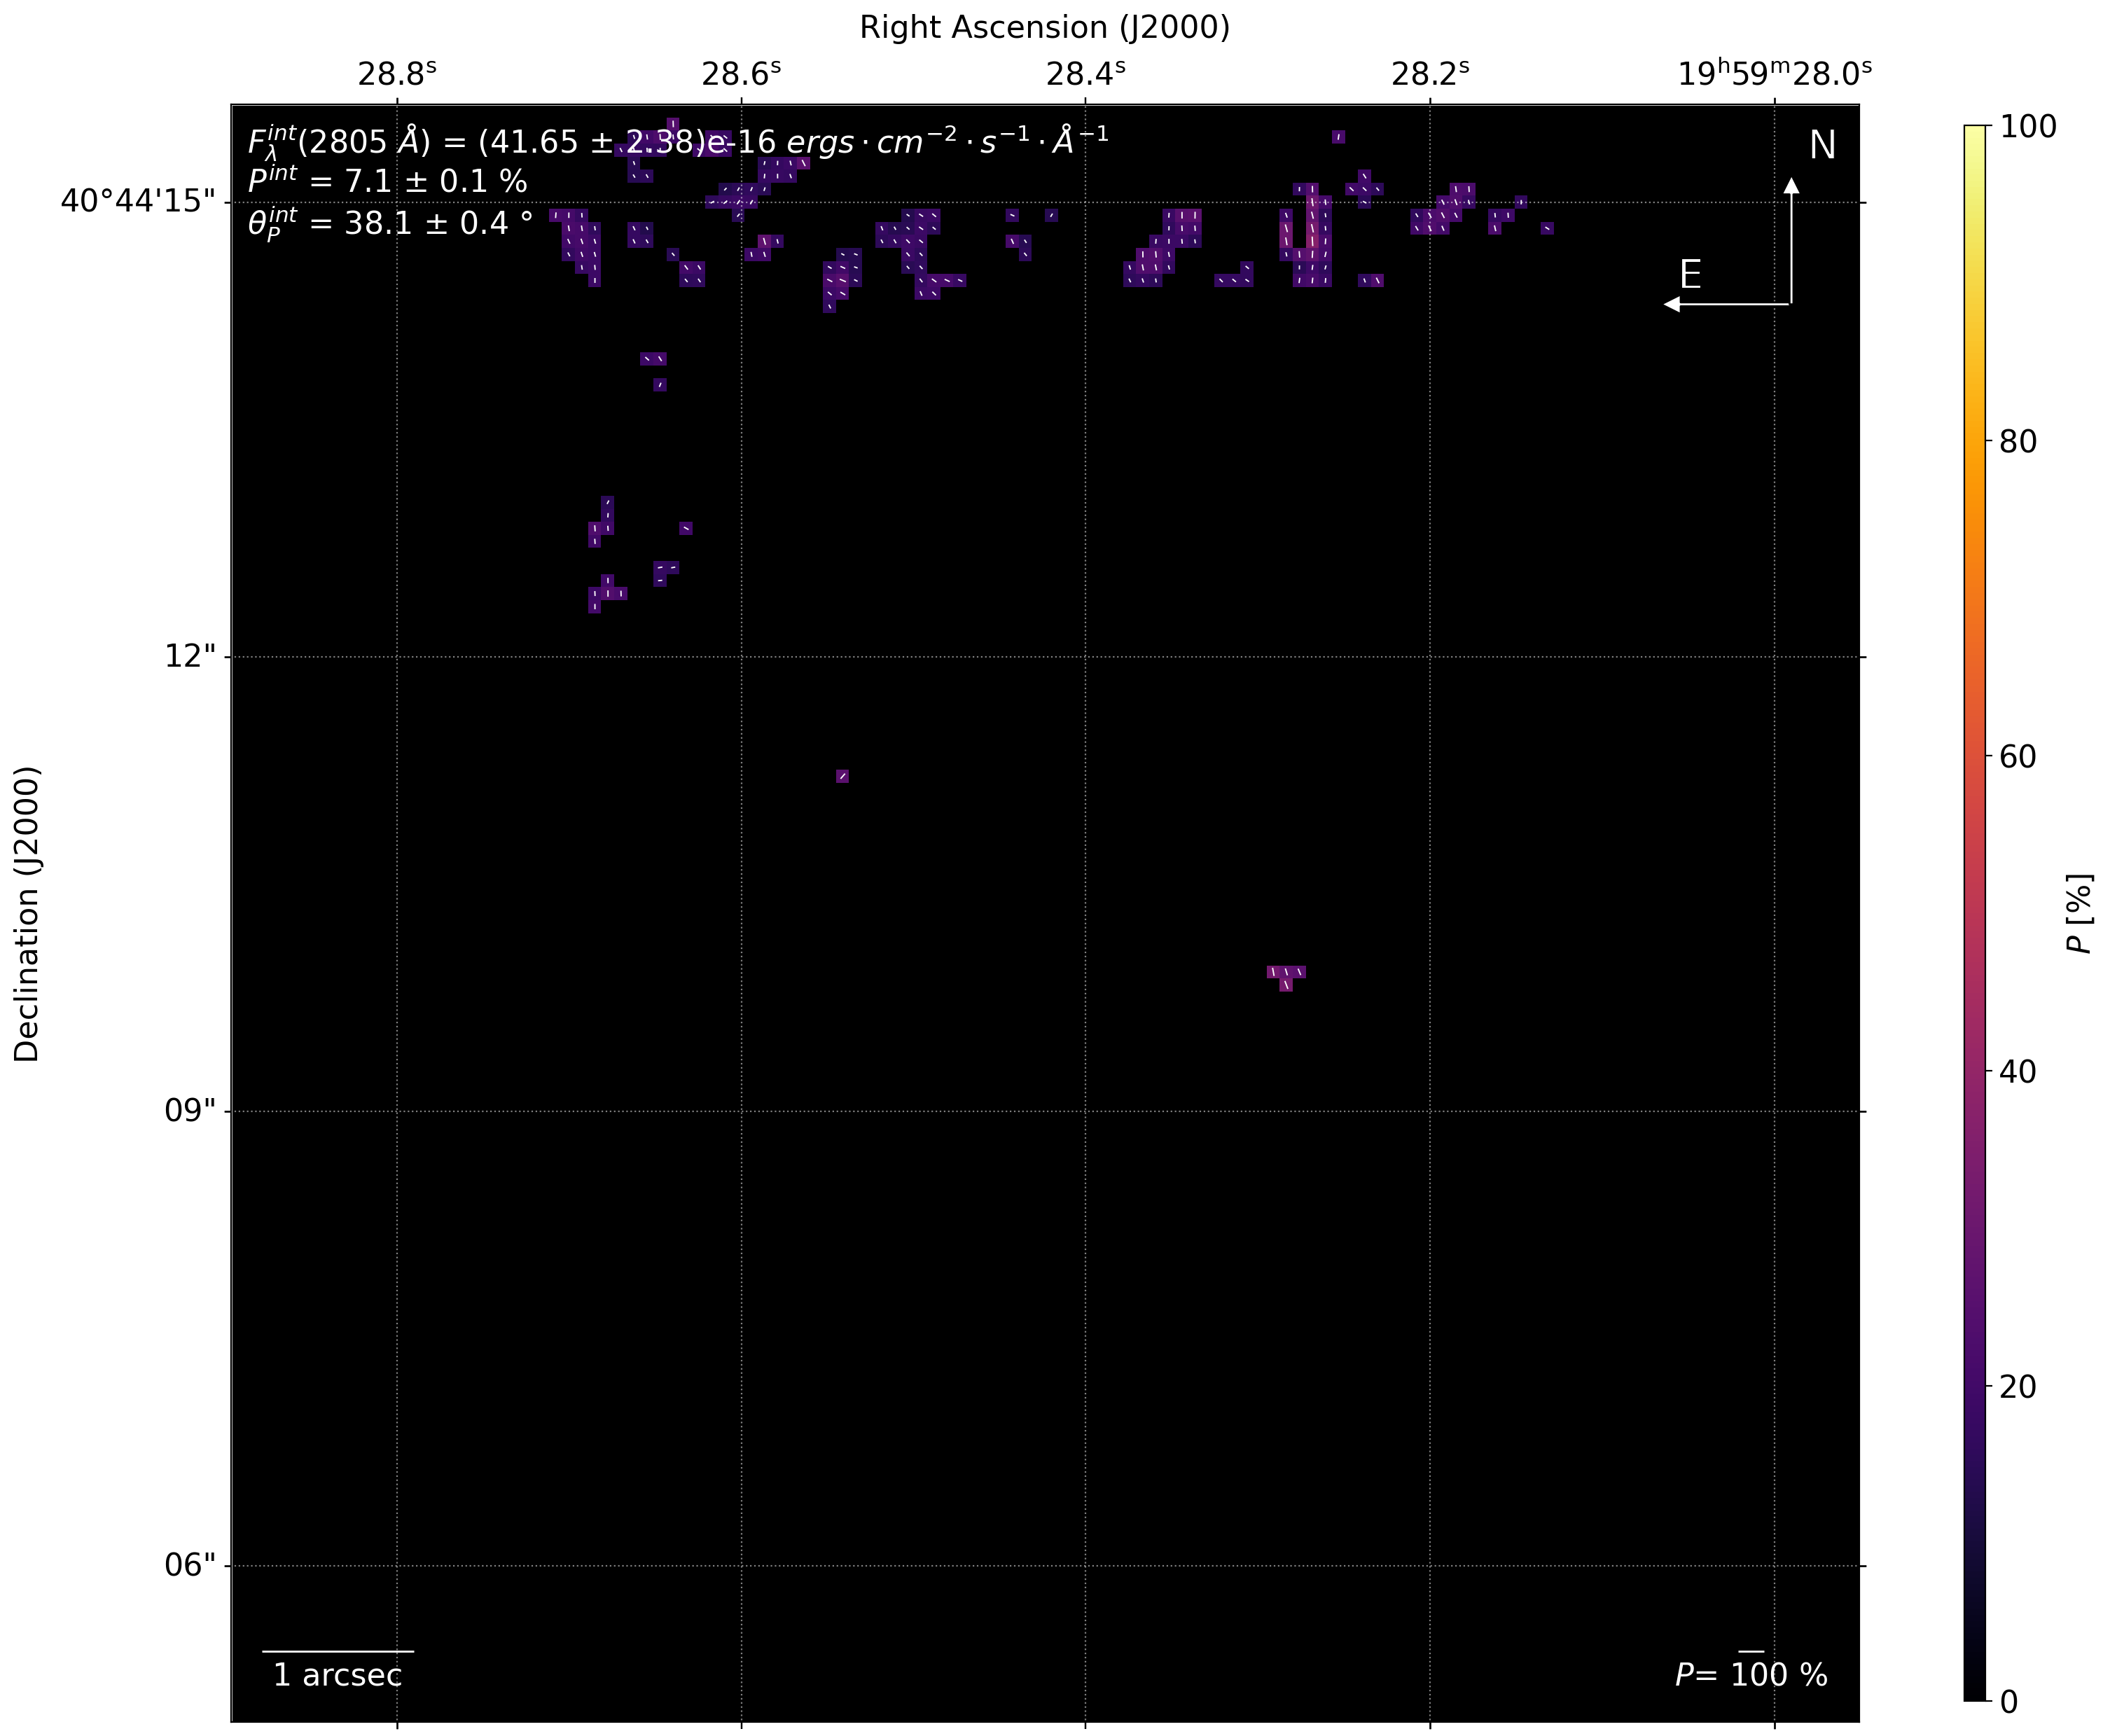 Right Ascension (J2000)
28.8ˢ 28.6ˢ 28.4ˢ 28.2ˢ 19ʰ59ᵐ28.0ˢ
F_λ^int(2805 Å) = (41.65 ± 2.38)e-16 ergs · cm⁻² · s⁻¹ · Å⁻¹
P^int = 7.1 ± 0.1 %
θ_P^int = 38.1 ± 0.4 °
N
E
40°44'15"
12"
09"
06"
Declination (J2000)
1 arcsec
P= 100 %
100
80
60
40
20
0
P [%]